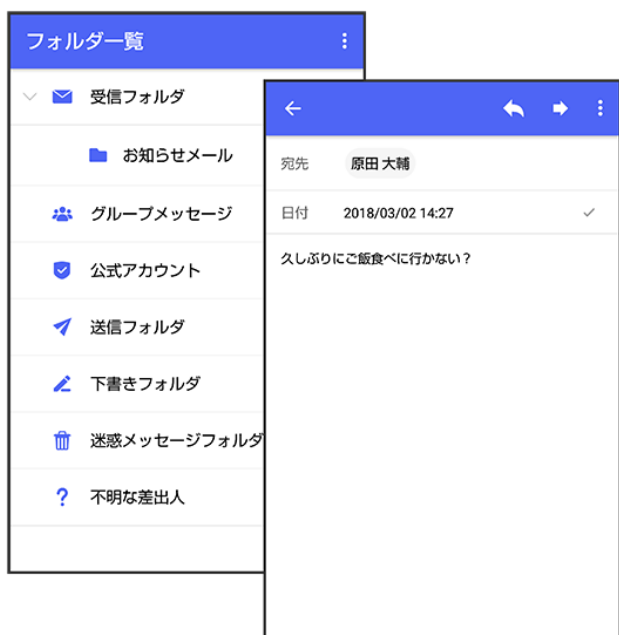 フォルダ一覧
受信フォルダ
お知らせメール
グループメッセージ
公式アカウント
送信フォルダ
下書きフォルダ
迷惑メッセージフォルダ
不明な差出人
宛先 原田 大輔
日付 2018/03/02 14:27
久しぶりにご飯食べに行かない？